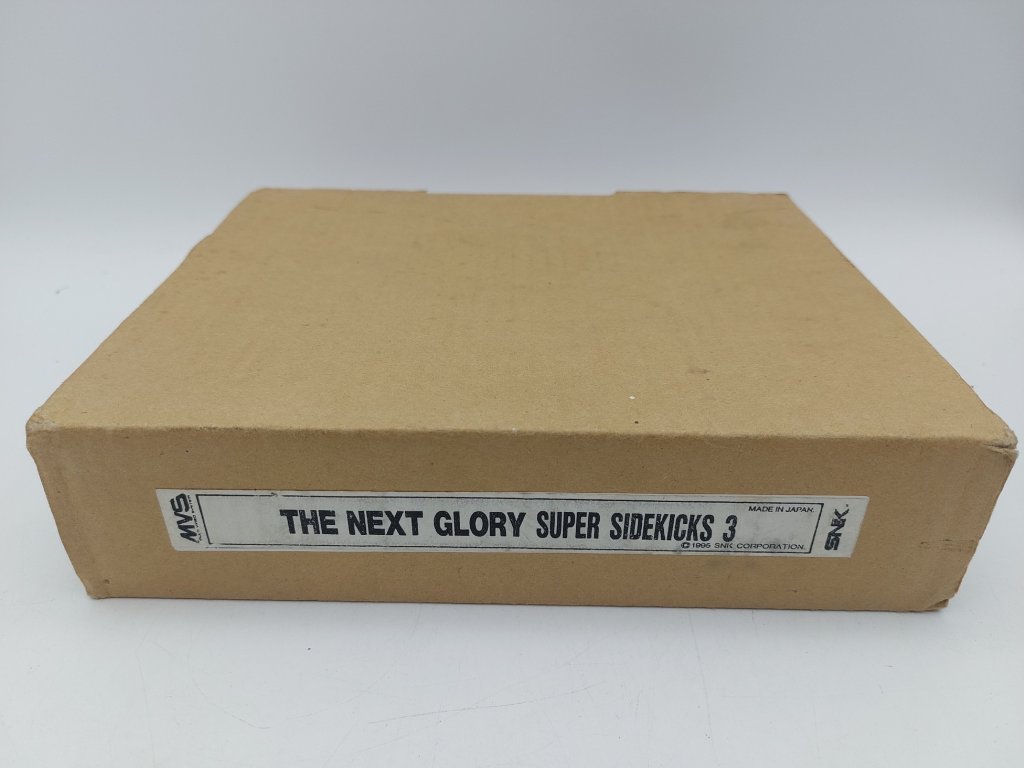 MVS
MADE IN JAPAN.
THE NEXT GLORY SUPER SIDEKICKS 3
©1995 SNK CORPORATION.
SNK.